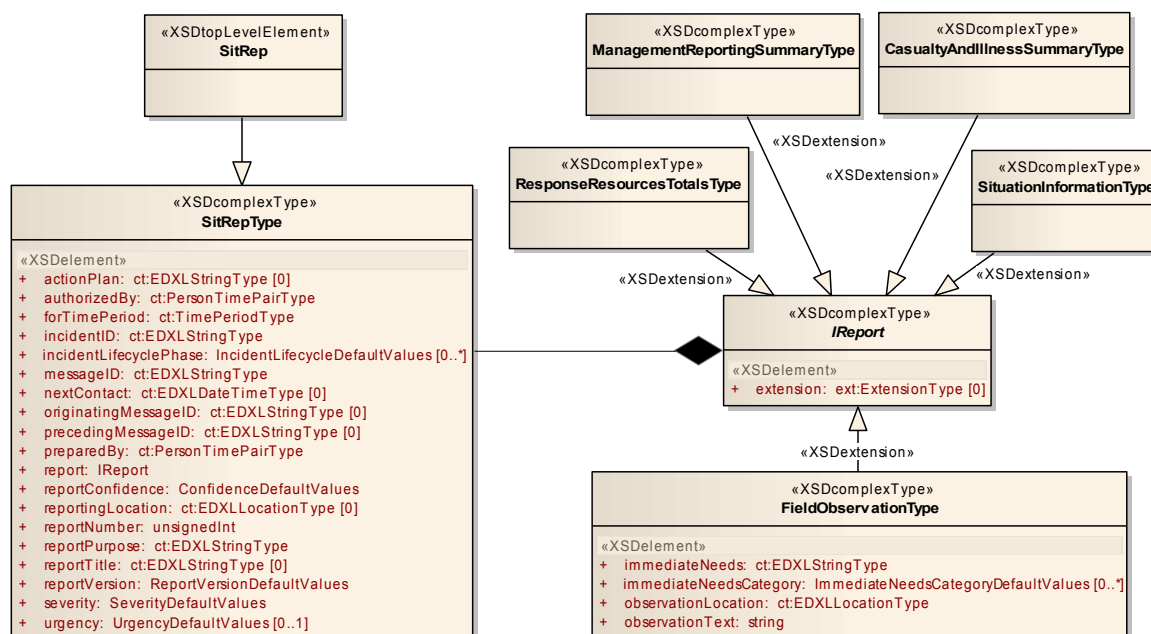 «XSDtopLevelElement»
SitRep
«XSDcomplexType»
ManagementReportingSummaryType
«XSDcomplexType»
CasualtyAndIllnessSummaryType
«XSDextension»
«XSDextension»
«XSDcomplexType»
ResponseResourcesTotalsType
«XSDcomplexType»
SituationInformationType
«XSDextension»
«XSDextension»
«XSDcomplexType»
SitRepType
«XSDelement»
+ actionPlan: ct:EDXLStringType [0]
+ authorizedBy: ct:PersonTimePairType
+ forTimePeriod: ct:TimePeriodType
+ incidentID: ct:EDXLStringType
+ incidentLifecyclePhase: IncidentLifecycleDefaultValues [0..*]
+ messageID: ct:EDXLStringType
+ nextContact: ct:EDXLDateTimeType [0]
+ originatingMessageID: ct:EDXLStringType [0]
+ precedingMessageID: ct:EDXLStringType [0]
+ preparedBy: ct:PersonTimePairType
+ report: IReport
+ reportConfidence: ConfidenceDefaultValues
+ reportingLocation: ct:EDXLLocationType [0]
+ reportNumber: unsignedInt
+ reportPurpose: ct:EDXLStringType
+ reportTitle: ct:EDXLStringType [0]
+ reportVersion: ReportVersionDefaultValues
+ severity: SeverityDefaultValues
+ urgency: UrgencyDefaultValues [0..1]
«XSDcomplexType»
IReport
«XSDelement»
+ extension: ext:ExtensionType [0]
«XSDextension»
«XSDcomplexType»
FieldObservationType
«XSDelement»
+ immediateNeeds: ct:EDXLStringType
+ immediateNeedsCategory: ImmediateNeedsCategoryDefaultValues [0..*]
+ observationLocation: ct:EDXLLocationType
+ observationText: string